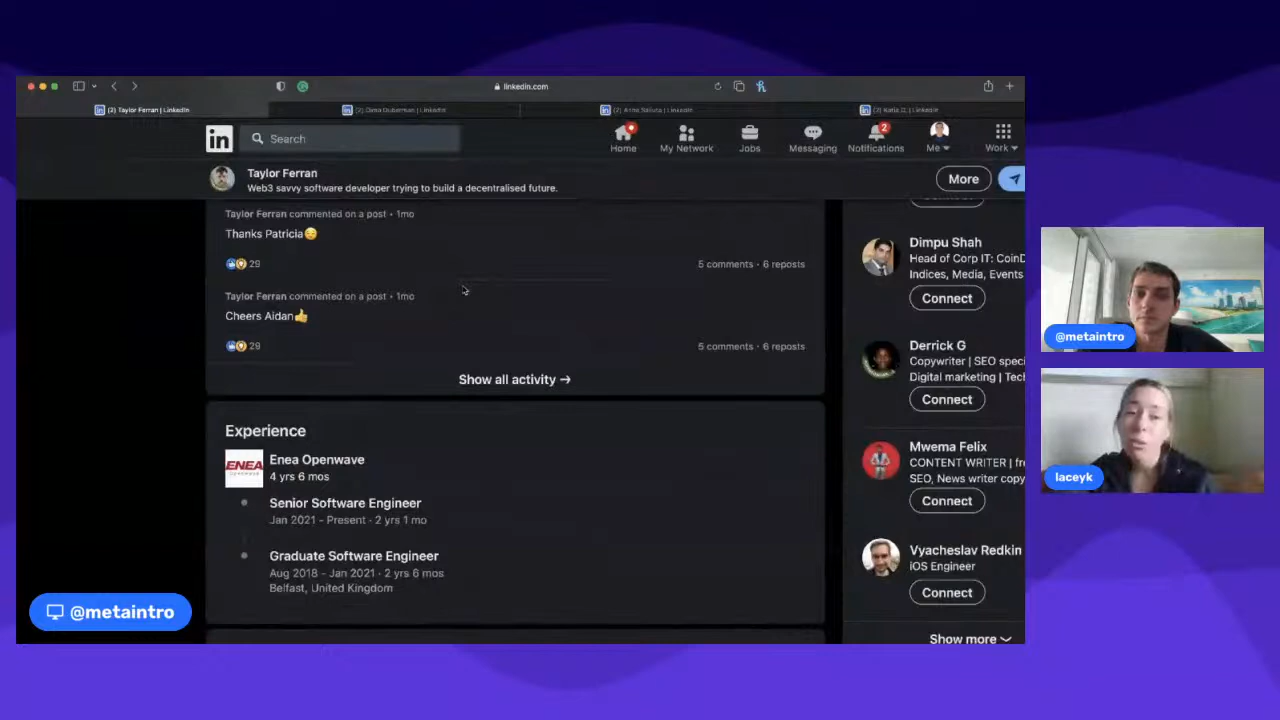 linkedin.com
(2) Taylor Ferran | LinkedIn
in
Search
Home
My Network
Jobs
Messaging
2
Notifications
Me
Work
Taylor Ferran
Web3 savvy software developer trying to build a decentralised future.
More
Taylor Ferran commented on a post • 1mo
Thanks Patricia😊
29
5 comments • 6 reposts
Taylor Ferran commented on a post • 1mo
Cheers Aidan👍
29
5 comments • 6 reposts
Show all activity →
Experience
ENEA
Enea Openwave
4 yrs 6 mos
Senior Software Engineer
Jan 2021 - Present · 2 yrs 1 mo
Graduate Software Engineer
Aug 2018 - Jan 2021 · 2 yrs 6 mos
Belfast, United Kingdom
Dimpu Shah
Head of Corp IT: CoinD
Indices, Media, Events
Connect
Derrick G
Copywriter | SEO speci
Digital marketing | Tech
Connect
Mwema Felix
CONTENT WRITER | fre
SEO, News writer copy
Connect
Vyacheslav Redkin
iOS Engineer
Connect
Show more
@metaintro
@metaintro
laceyk